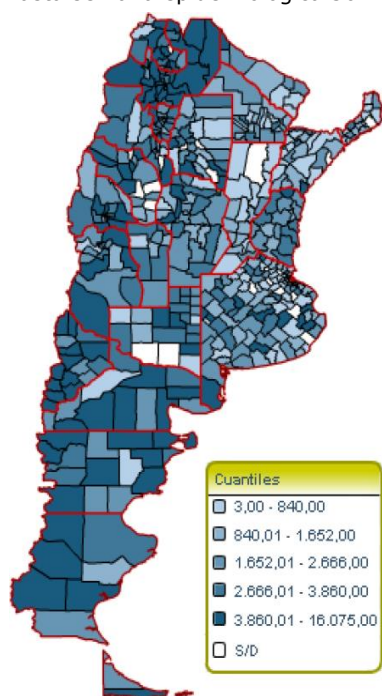 Cuantiles
3,00 - 840,00
840,01 - 1.652,00
1.652,01 - 2.666,00
2.666,01 - 3.860,00
3.860,01 - 16.075,00
S/D